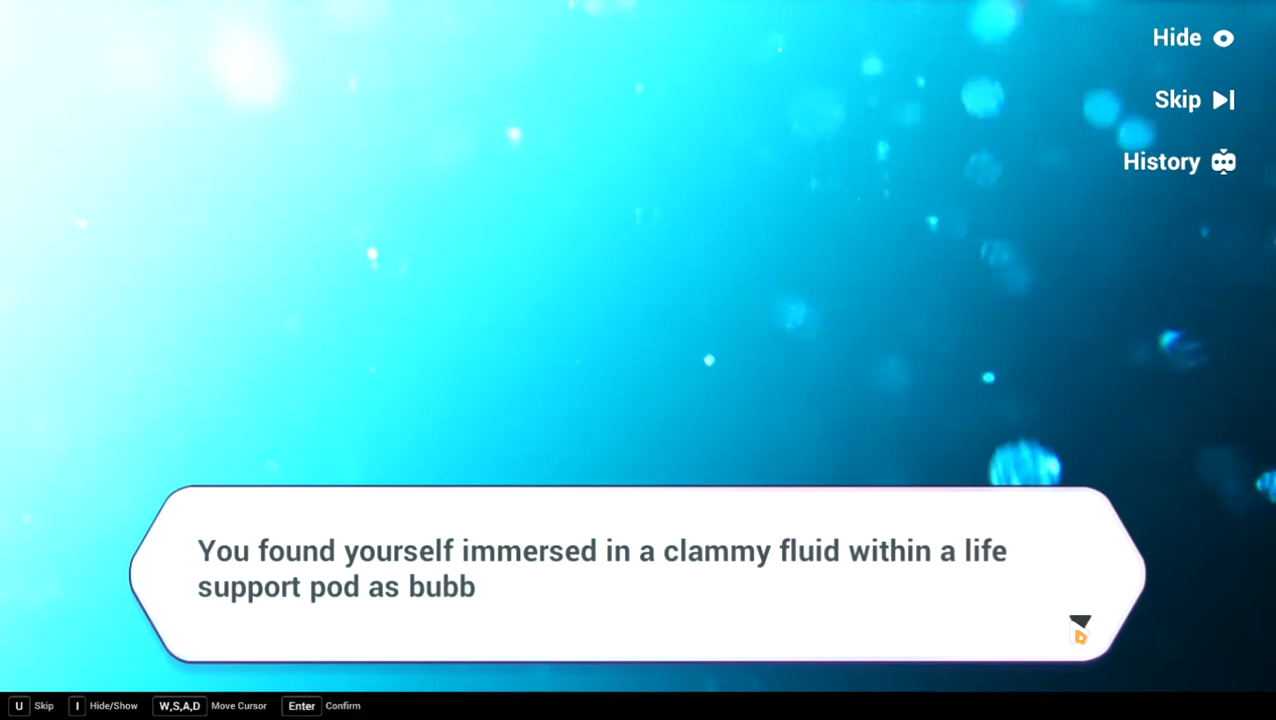 Hide
Skip
History
You found yourself immersed in a clammy fluid within a life
support pod as bubb
U Skip I Hide/Show W,S,A,D Move Cursor Enter Confirm